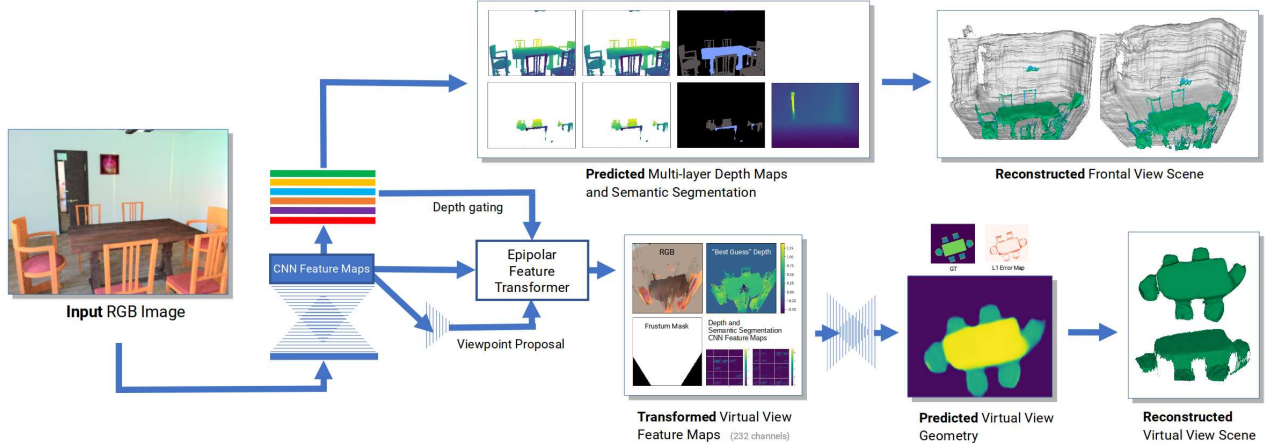 Predicted Multi-layer Depth Maps
and Semantic Segmentation
Reconstructed Frontal View Scene
Depth gating
CNN Feature Maps
Epipolar
Feature
Transformer
Viewpoint Proposal
Input RGB Image
RGB
"Best Guess" Depth
Frustum Mask
Depth and
Semantic Segmentation
CNN Feature Maps
GT
L1 Error Map
Transformed Virtual View
Feature Maps (232 channels)
Predicted Virtual View
Geometry
Reconstructed
Virtual View Scene